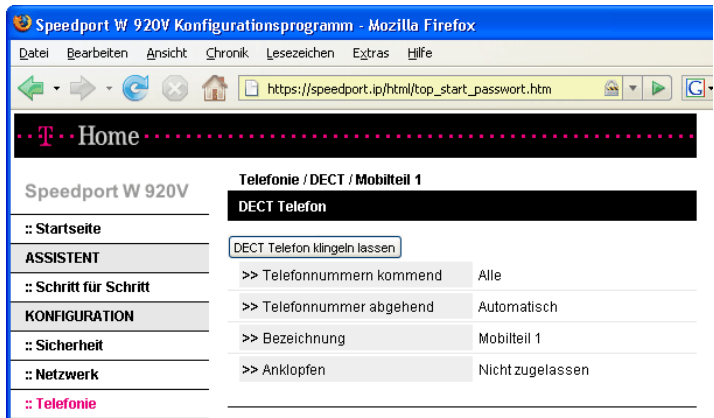 Speedport W 920V Konfigurationsprogramm - Mozilla Firefox
Datei Bearbeiten Ansicht Chronik Lesezeichen Extras Hilfe
https://speedport.ip/html/top_start_passwort.htm G
T Home
Speedport W 920V
:: Startseite
ASSISTENT
:: Schritt für Schritt
KONFIGURATION
:: Sicherheit
:: Netzwerk
:: Telefonie
Telefonie / DECT / Mobilteil 1
DECT Telefon
DECT Telefon klingeln lassen
>> Telefonnummern kommend Alle
>> Telefonnummer abgehend Automatisch
>> Bezeichnung Mobilteil 1
>> Anklopfen Nicht zugelassen